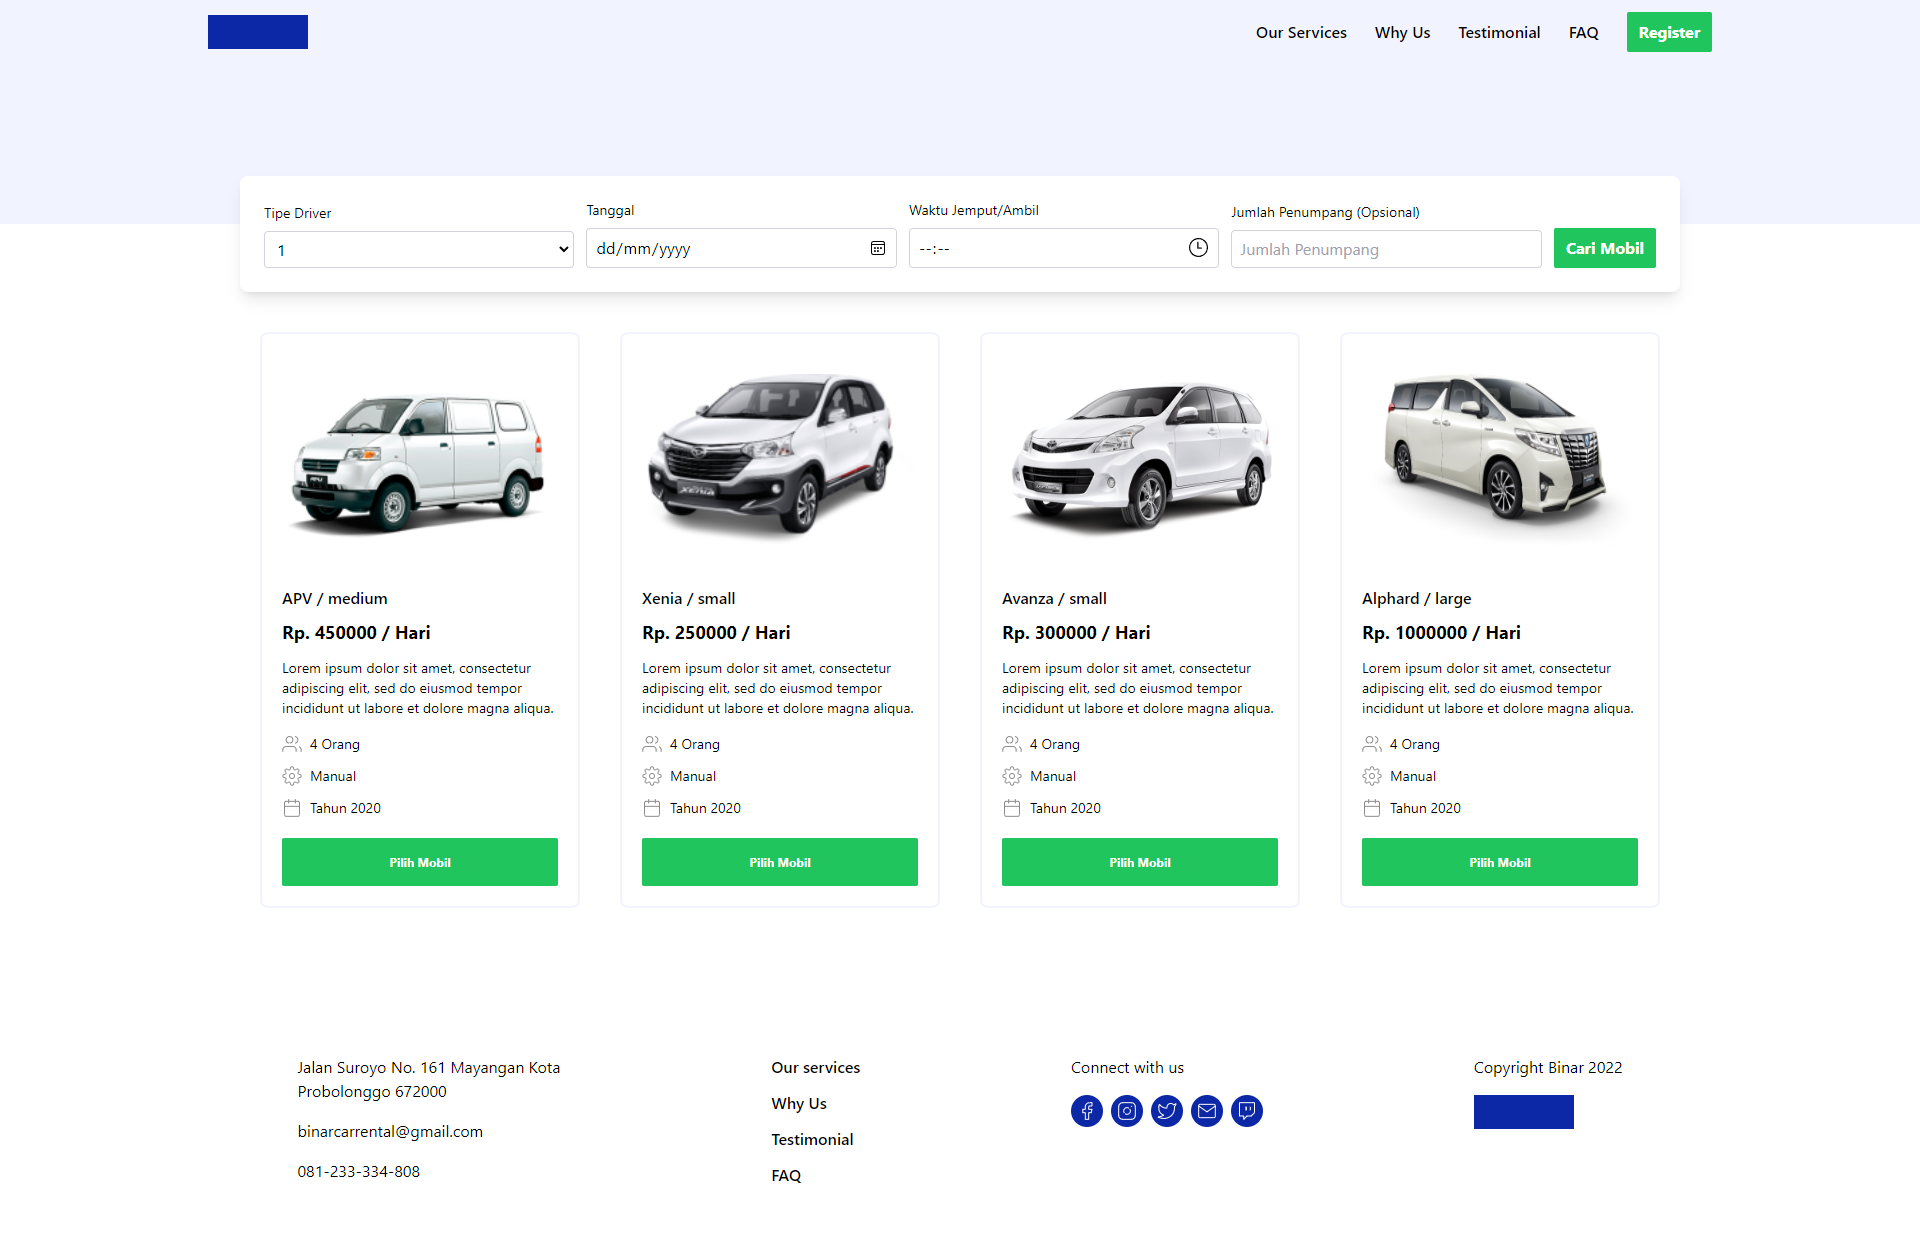 Our Services
Why Us
Testimonial
FAQ
Register
Tipe Driver
Tanggal
Waktu Jemput/Ambil
Jumlah Penumpang (Opsional)
1
dd/mm/yyyy
--:--
Jumlah Penumpang
Cari Mobil
APV
XENIA
APV / medium
Rp. 450000 / Hari
Lorem ipsum dolor sit amet, consectetur
adipiscing elit, sed do eiusmod tempor
incididunt ut labore et dolore magna aliqua.
4 Orang
Manual
Tahun 2020
Pilih Mobil
Xenia / small
Rp. 250000 / Hari
Lorem ipsum dolor sit amet, consectetur
adipiscing elit, sed do eiusmod tempor
incididunt ut labore et dolore magna aliqua.
4 Orang
Manual
Tahun 2020
Pilih Mobil
Avanza / small
Rp. 300000 / Hari
Lorem ipsum dolor sit amet, consectetur
adipiscing elit, sed do eiusmod tempor
incididunt ut labore et dolore magna aliqua.
4 Orang
Manual
Tahun 2020
Pilih Mobil
Alphard / large
Rp. 1000000 / Hari
Lorem ipsum dolor sit amet, consectetur
adipiscing elit, sed do eiusmod tempor
incididunt ut labore et dolore magna aliqua.
4 Orang
Manual
Tahun 2020
Pilih Mobil
Jalan Suroyo No. 161 Mayangan Kota
Probolonggo 672000
binarcarrental@gmail.com
081-233-334-808
Our services
Why Us
Testimonial
FAQ
Connect with us
Copyright Binar 2022